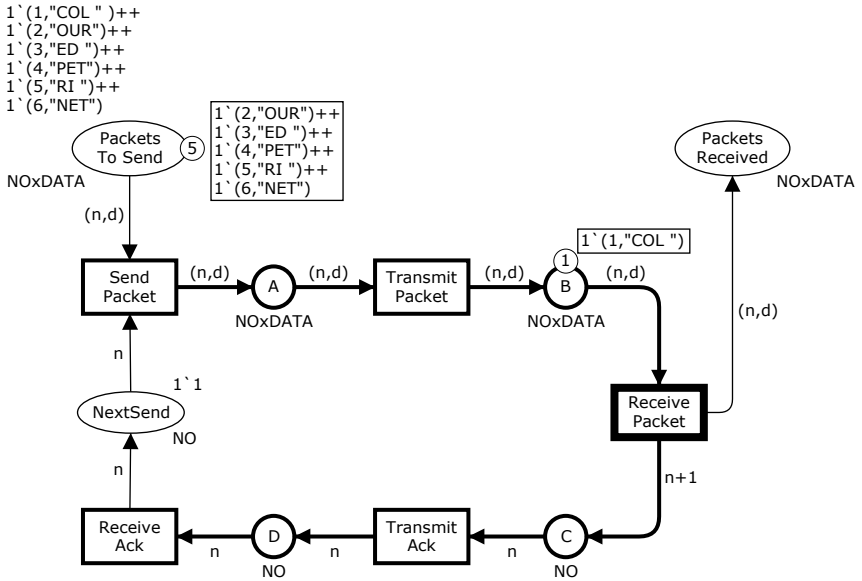 1`(1,"COL ")++
1`(2,"OUR")++
1`(3,"ED ")++
1`(4,"PET")++
1`(5,"RI ")++
1`(6,"NET")
Packets
To Send
5
1`(2,"OUR")++
1`(3,"ED ")++
1`(4,"PET")++
1`(5,"RI ")++
1`(6,"NET")
NOxDATA
Packets
Received
NOxDATA
(n,d)
1`(1,"COL ")
1
Send
Packet
(n,d)
A
NOxDATA
(n,d)
Transmit
Packet
(n,d)
B
NOxDATA
(n,d)
(n,d)
n
1`1
NextSend
NO
Receive
Packet
n
n+1
Receive
Ack
n
D
NO
n
Transmit
Ack
n
C
NO